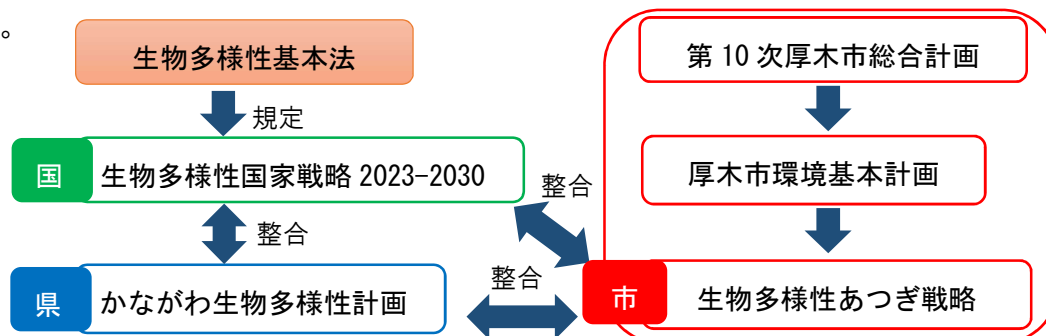 。
生物多様性基本法
規定
国 生物多様性国家戦略 2023-2030
整合
県 かながわ生物多様性計画
整合
整合
第 10 次厚木市総合計画
厚木市環境基本計画
市 生物多様性あつぎ戦略